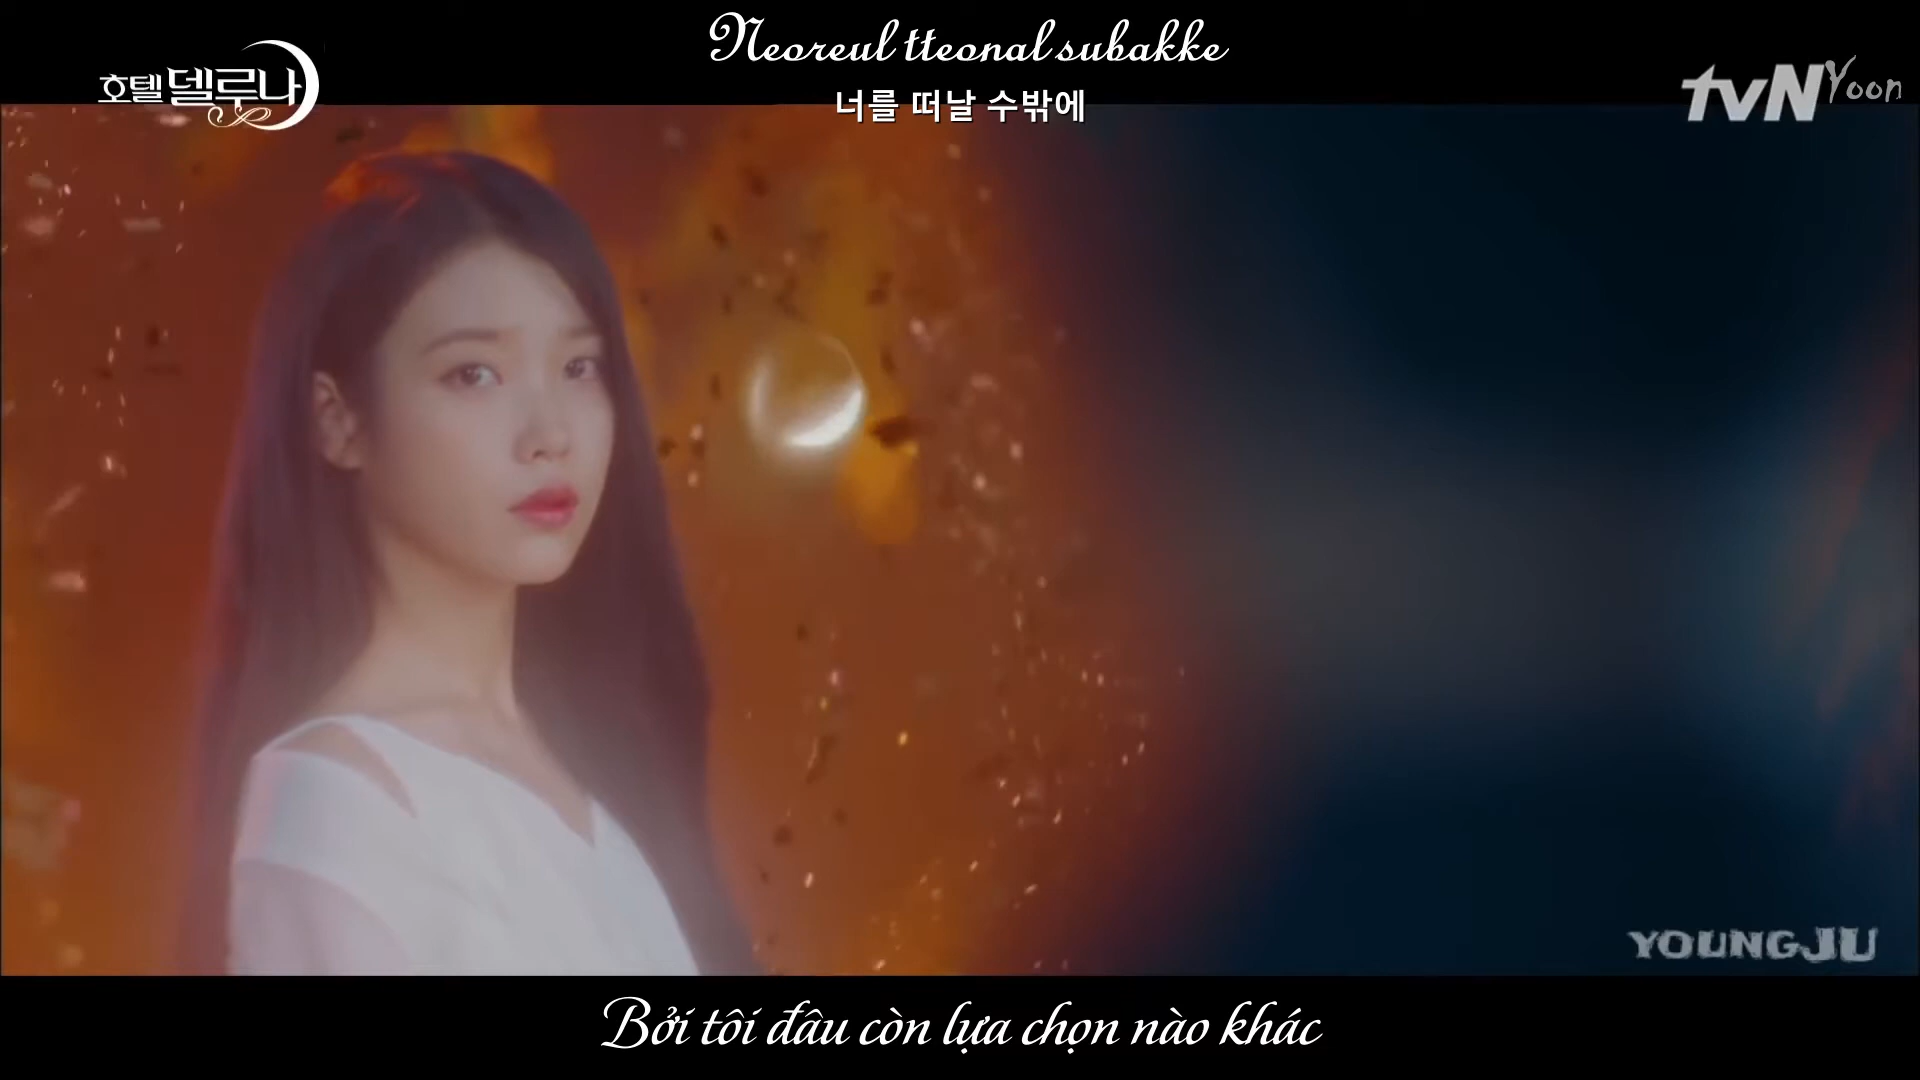 Neoreul tteonal subakke
호텔 델루나
너를 떠날 수밖에
tvN
Yoon
YOUNGJU
Bởi tôi đâu còn lựa chọn nào khác